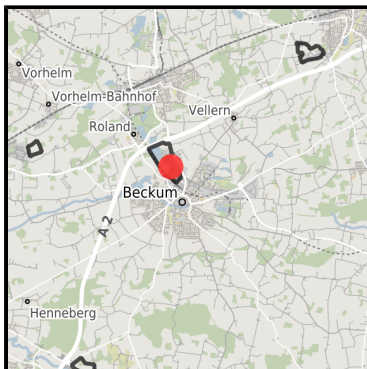 Vorhelm
Vorhelm-Bahnhof
Vellern
Roland
Beckum
A 2
Henneberg